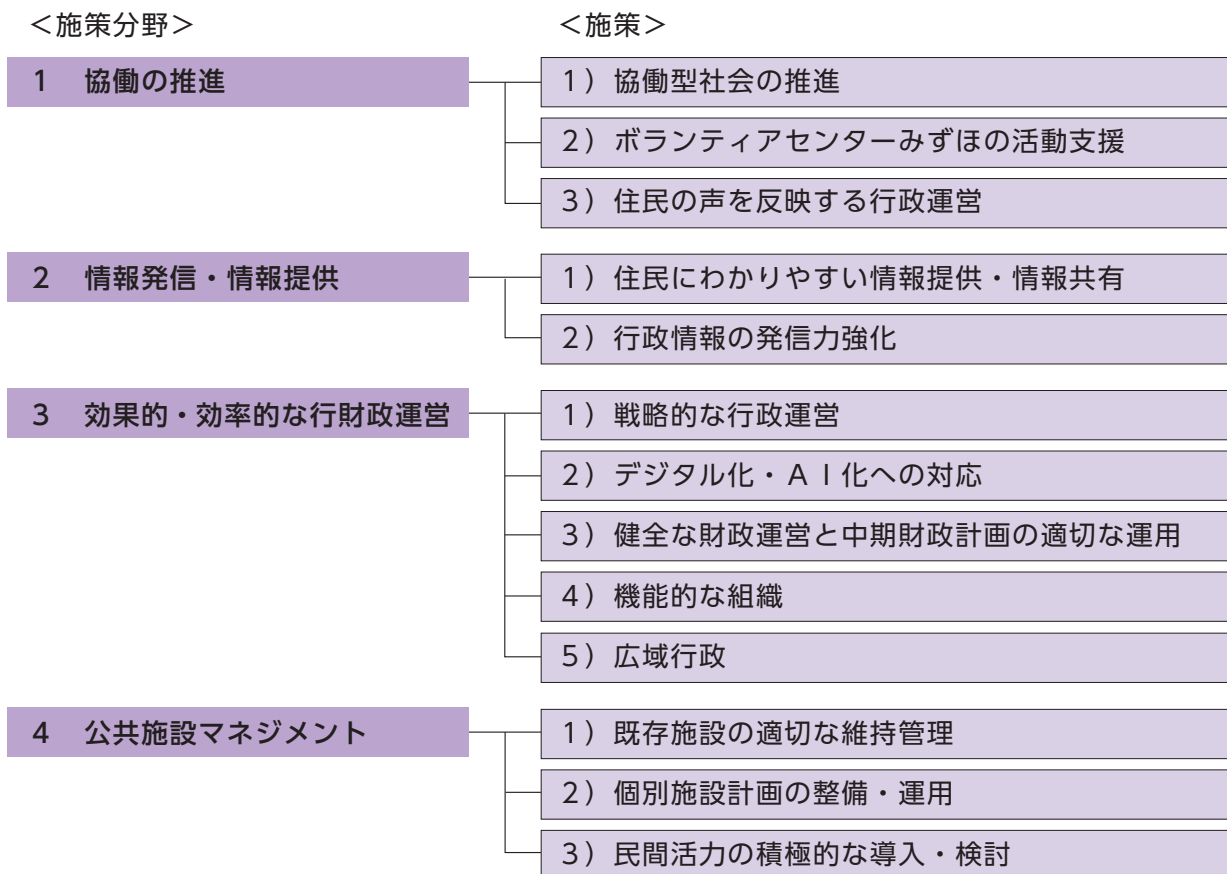 ＜施策分野＞　＜施策＞
1　協働の推進
1）協働型社会の推進
2）ボランティアセンターみずほの活動支援
3）住民の声を反映する行政運営
2　情報発信・情報提供
1）住民にわかりやすい情報提供・情報共有
2）行政情報の発信力強化
3　効果的・効率的な行財政運営
1）戦略的な行政運営
2）デジタル化・ＡＩ化への対応
3）健全な財政運営と中期財政計画の適切な運用
4）機能的な組織
5）広域行政
4　公共施設マネジメント
1）既存施設の適切な維持管理
2）個別施設計画の整備・運用
3）民間活力の積極的な導入・検討